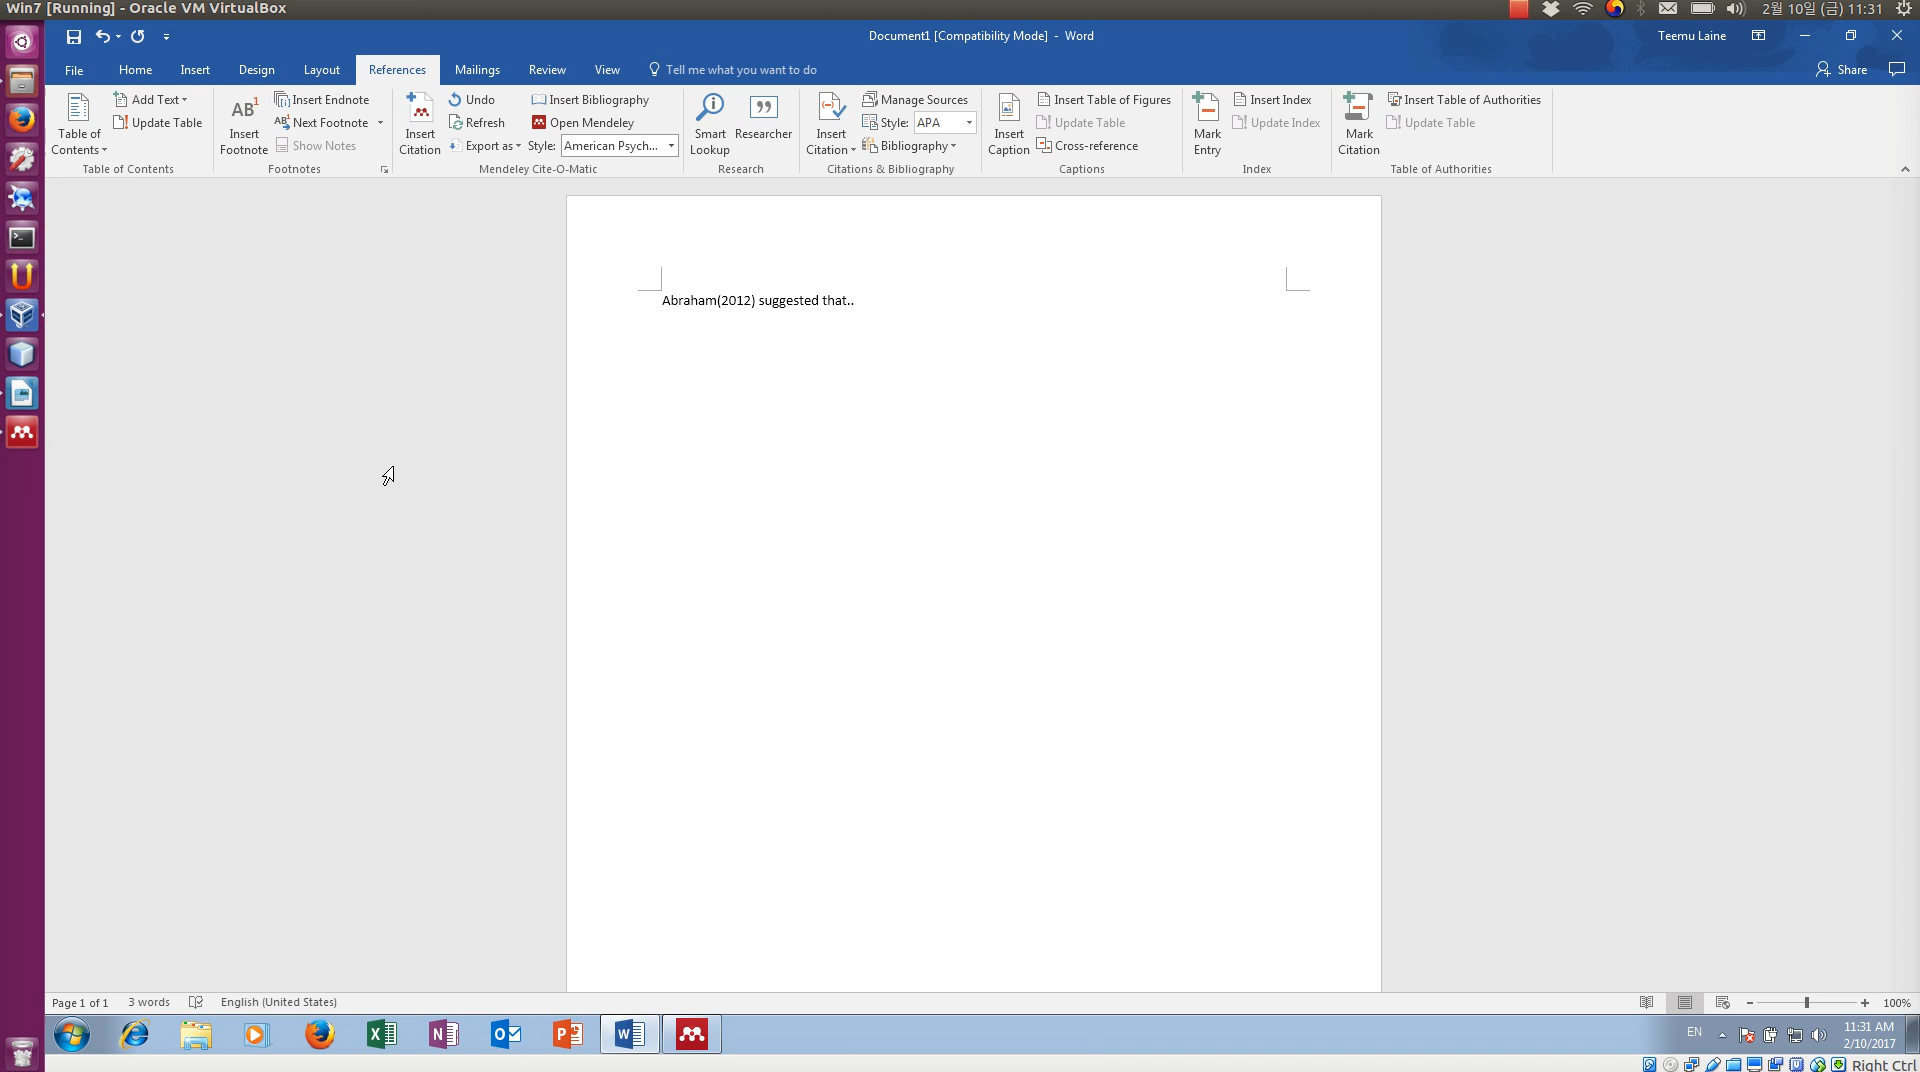 Win7 [Running] - Oracle VM VirtualBox
2월 10일 (금) 11:31
Document1 [Compatibility Mode] - Word
Teemu Laine
File Home Insert Design Layout References Mailings Review View Tell me what you want to do
Share
Table of Contents
Add Text
Update Table
Table of Contents
AB1
Insert Footnote
Insert Endnote
Next Footnote
Show Notes
Footnotes
Insert Citation
Undo
Refresh
Export as
Insert Bibliography
Open Mendeley
Style: American Psych...
Mendeley Cite-O-Matic
Smart Lookup
Researcher
Research
Insert Citation
Manage Sources
Style: APA
Bibliography
Citations & Bibliography
Insert Caption
Insert Table of Figures
Update Table
Cross-reference
Captions
Mark Entry
Insert Index
Update Index
Index
Mark Citation
Insert Table of Authorities
Update Table
Table of Authorities
Abraham(2012) suggested that..
Page 1 of 1 3 words English (United States)
100%
EN
11:31 AM
2/10/2017
Right Ctrl